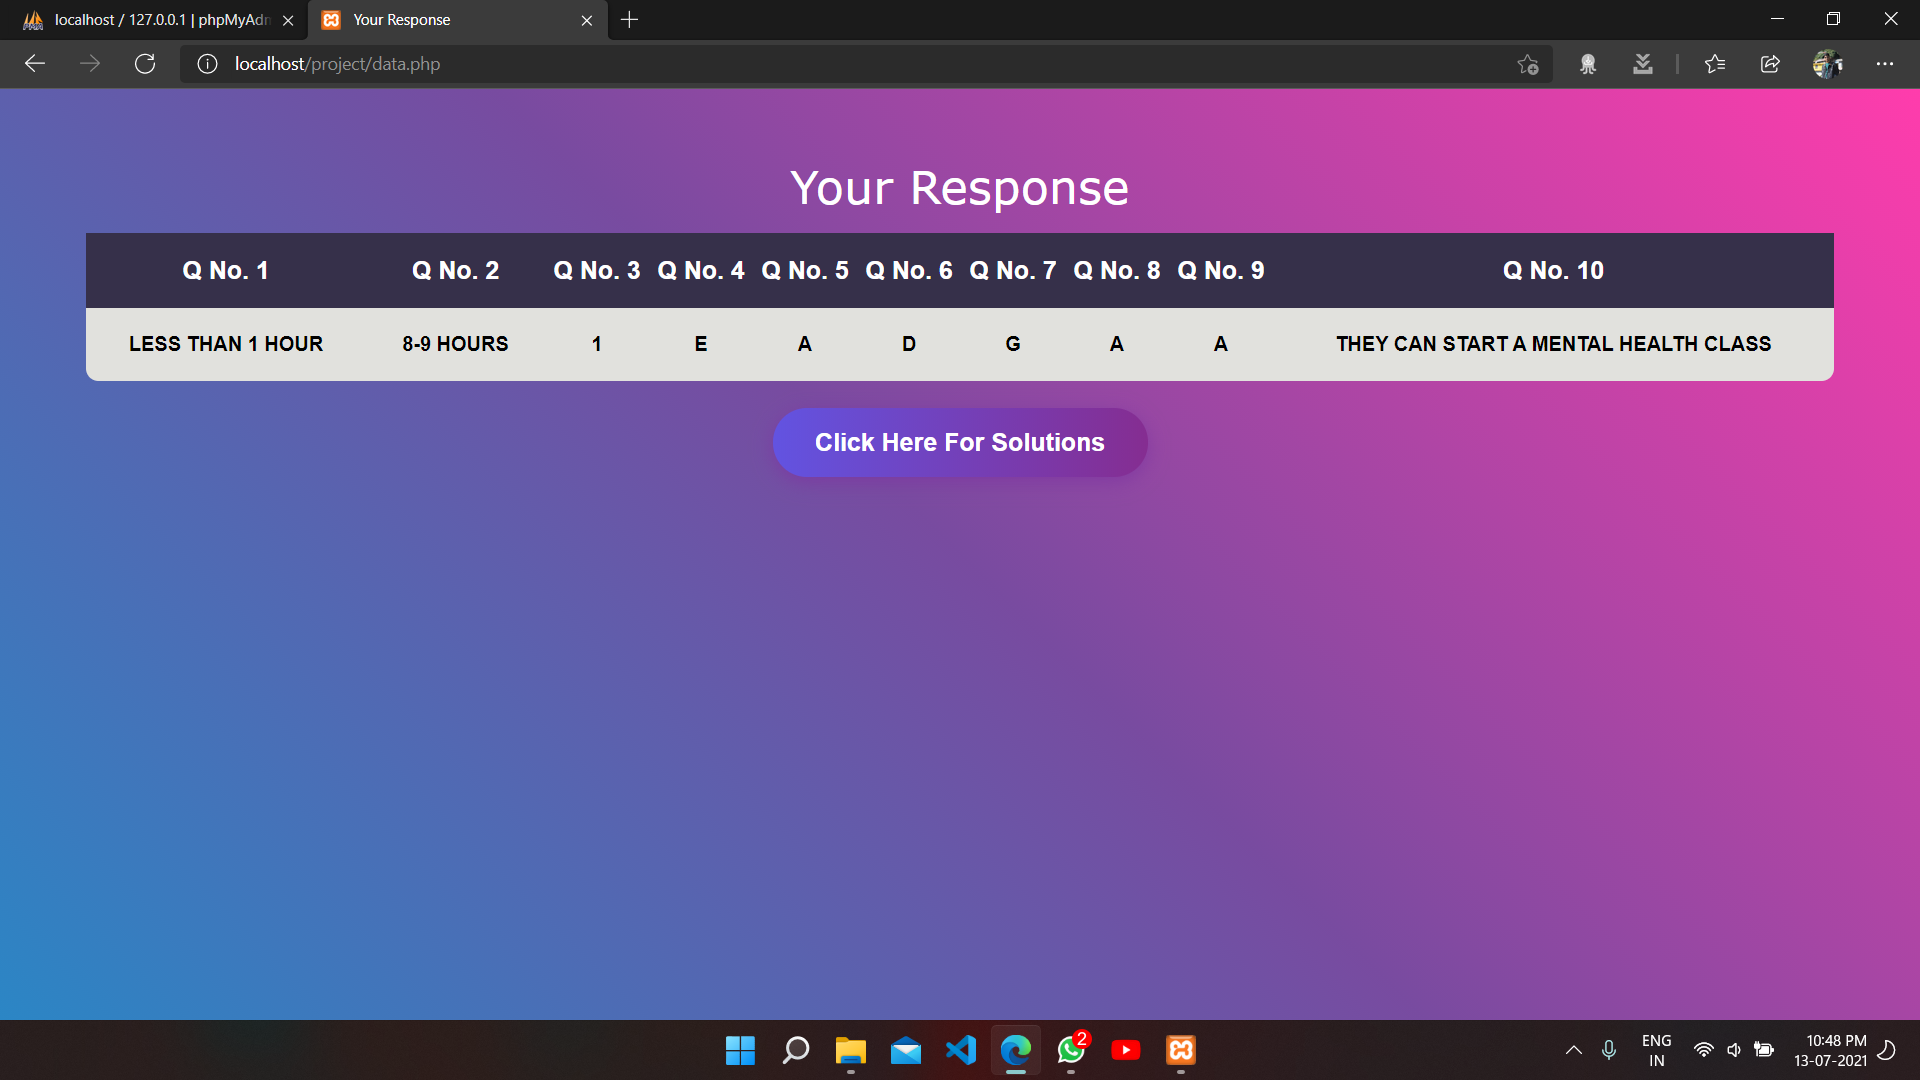 localhost / 127.0.0.1 | phpMyAdm
Your Response
localhost/project/data.php
Your Response
Q No. 1 Q No. 2 Q No. 3 Q No. 4 Q No. 5 Q No. 6 Q No. 7 Q No. 8 Q No. 9 Q No. 10
LESS THAN 1 HOUR 8-9 HOURS 1 E A D G A A THEY CAN START A MENTAL HEALTH CLASS
Click Here For Solutions
2
ENG
IN
10:48 PM
13-07-2021